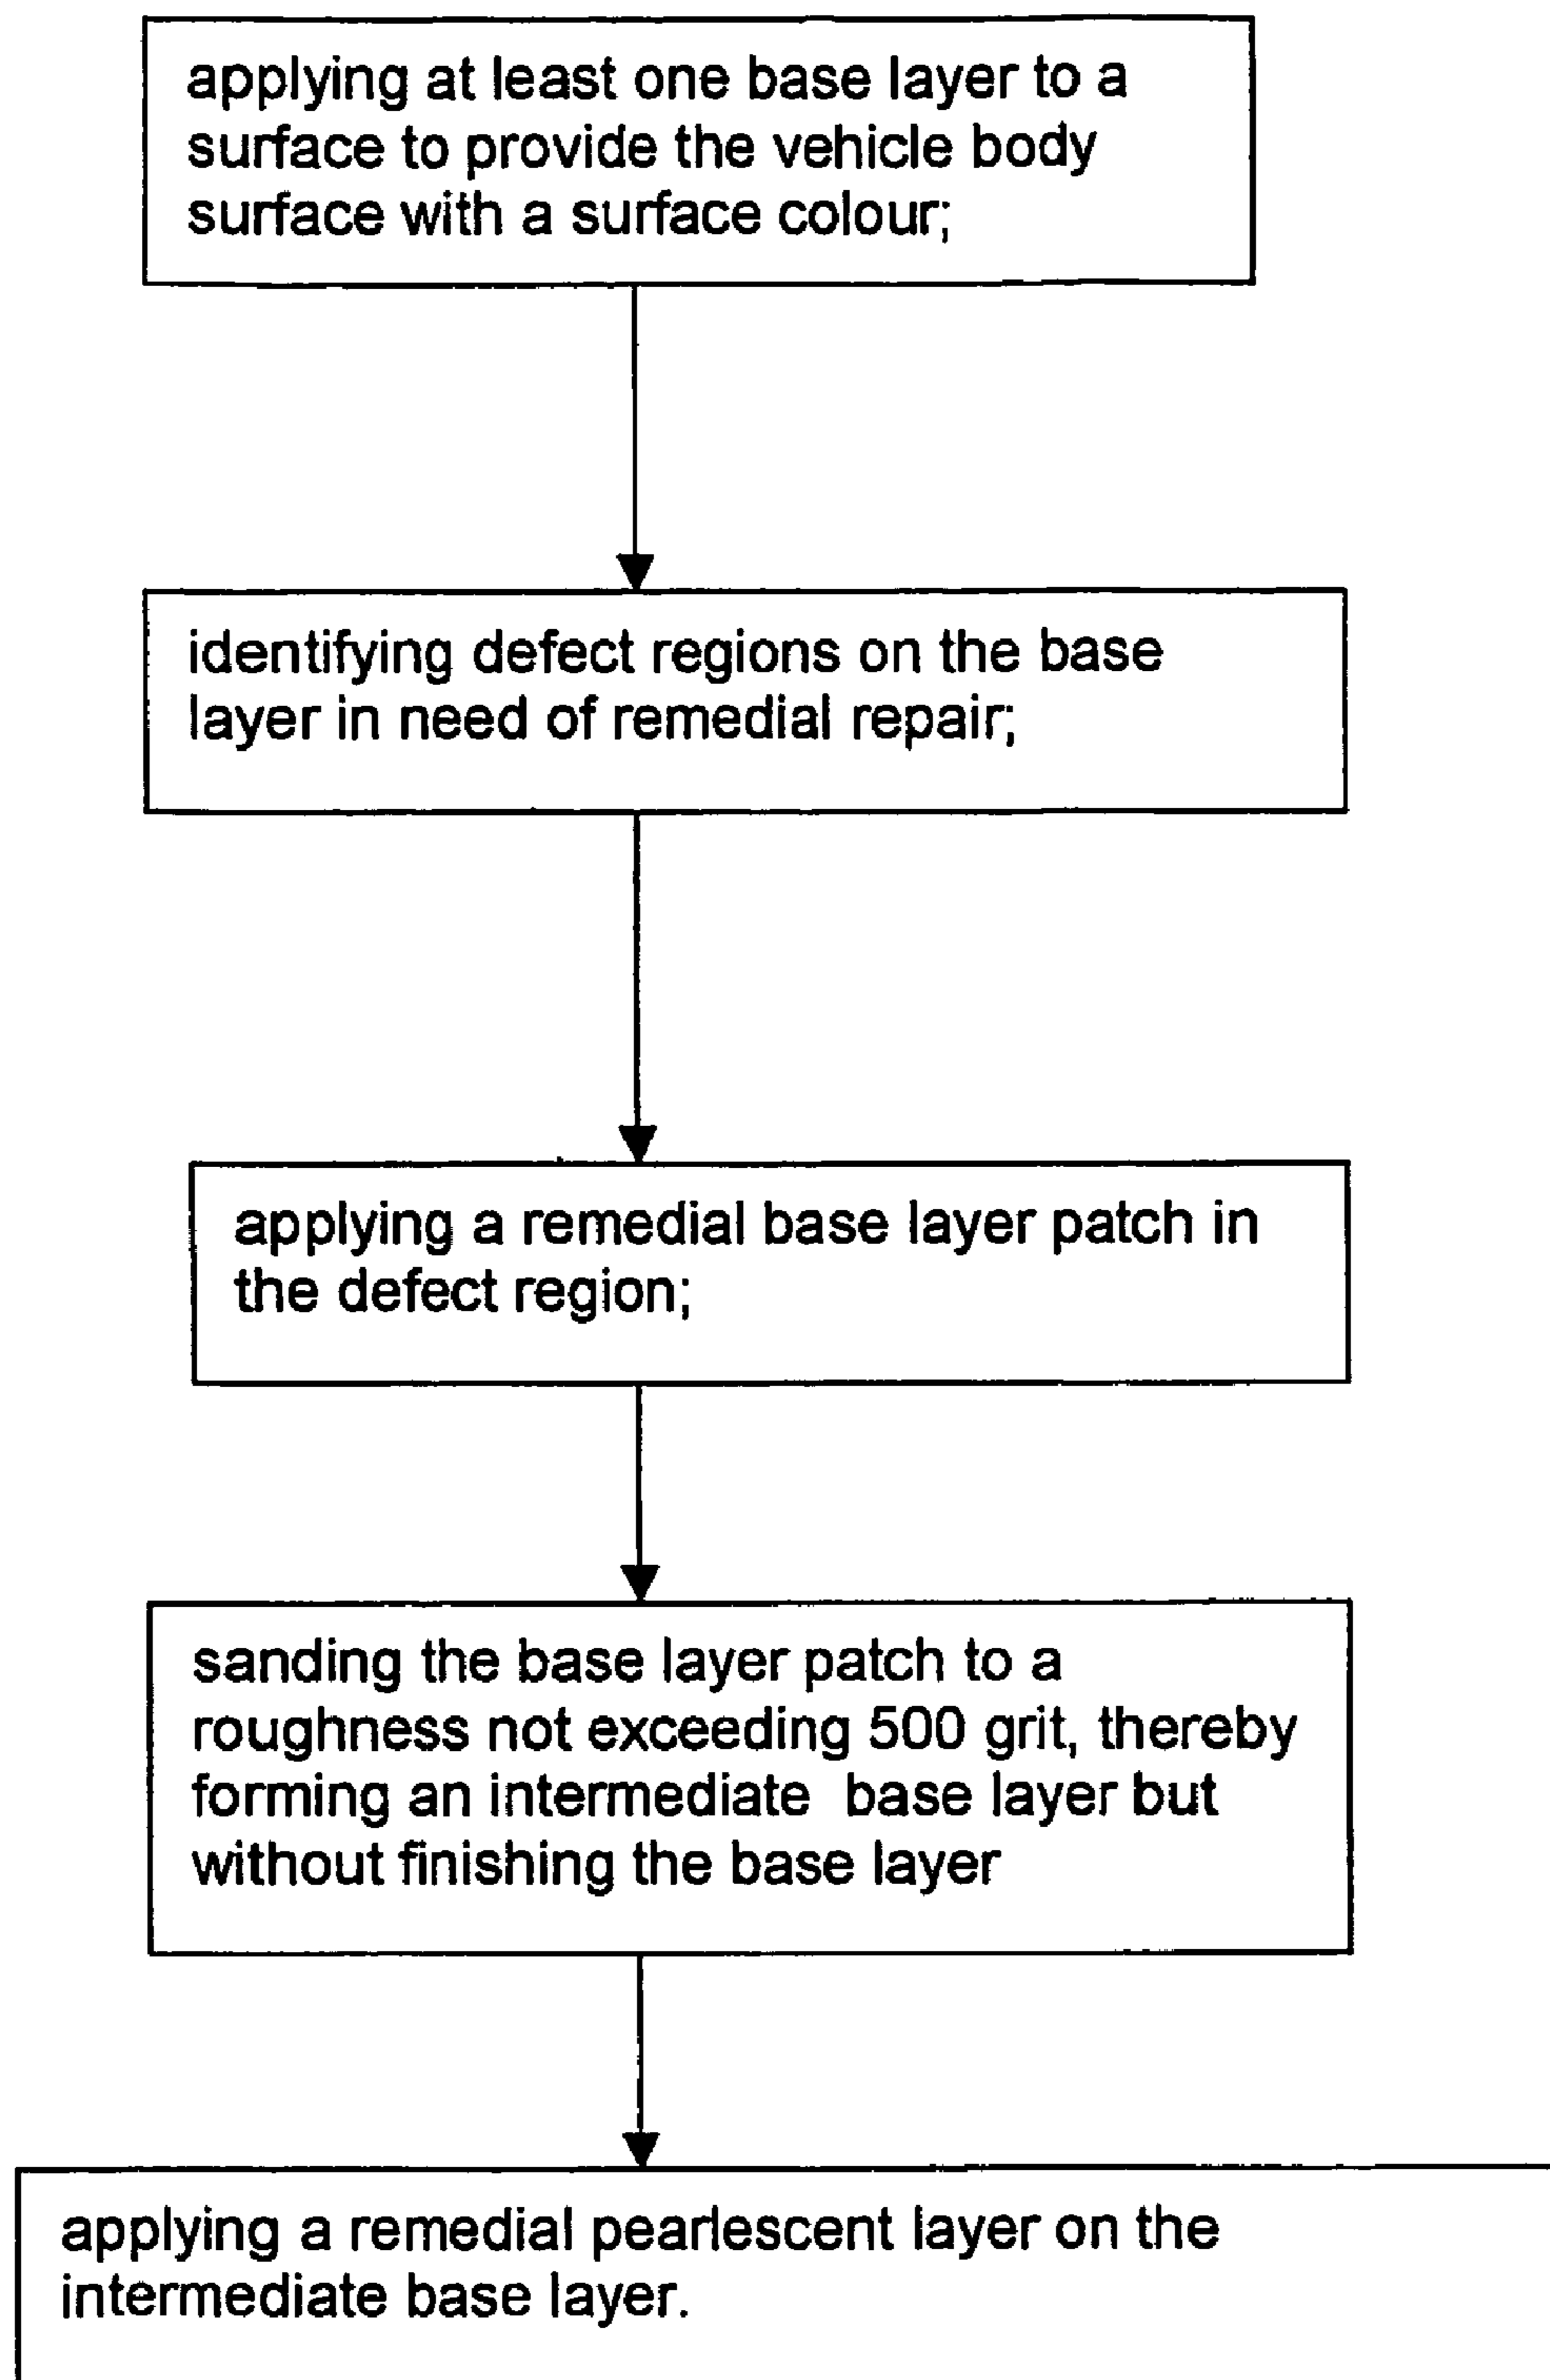 applying at least one base layer to a
surface to provide the vehicle body
surface with a surface colour;
identifying defect regions on the base
layer in need of remedial repair;
applying a remedial base layer patch in
the defect region;
sanding the base layer patch to a
roughness not exceeding 500 grit, thereby
forming an intermediate base layer but
without finishing the base layer
applying a remedial pearlescent layer on the
intermediate base layer.